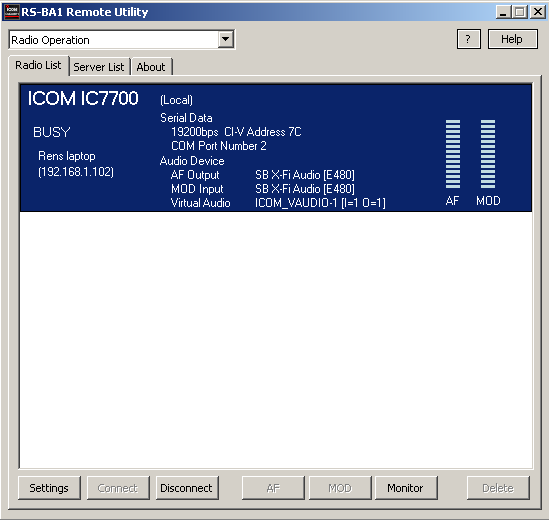 RS-BA1 Remote Utility
Radio Operation
? Help
Radio List Server List About
ICOM IC7700 (Local)
Serial Data
BUSY 19200bps CI-V Address 7C
COM Port Number 2
Rens laptop Audio Device
(192.168.1.102) AF Output SB X-Fi Audio [E480]
MOD Input SB X-Fi Audio [E480]
Virtual Audio ICOM_VAUDIO-1 [I=1 O=1]
AF MOD
Settings Connect Disconnect AF MOD Monitor Delete